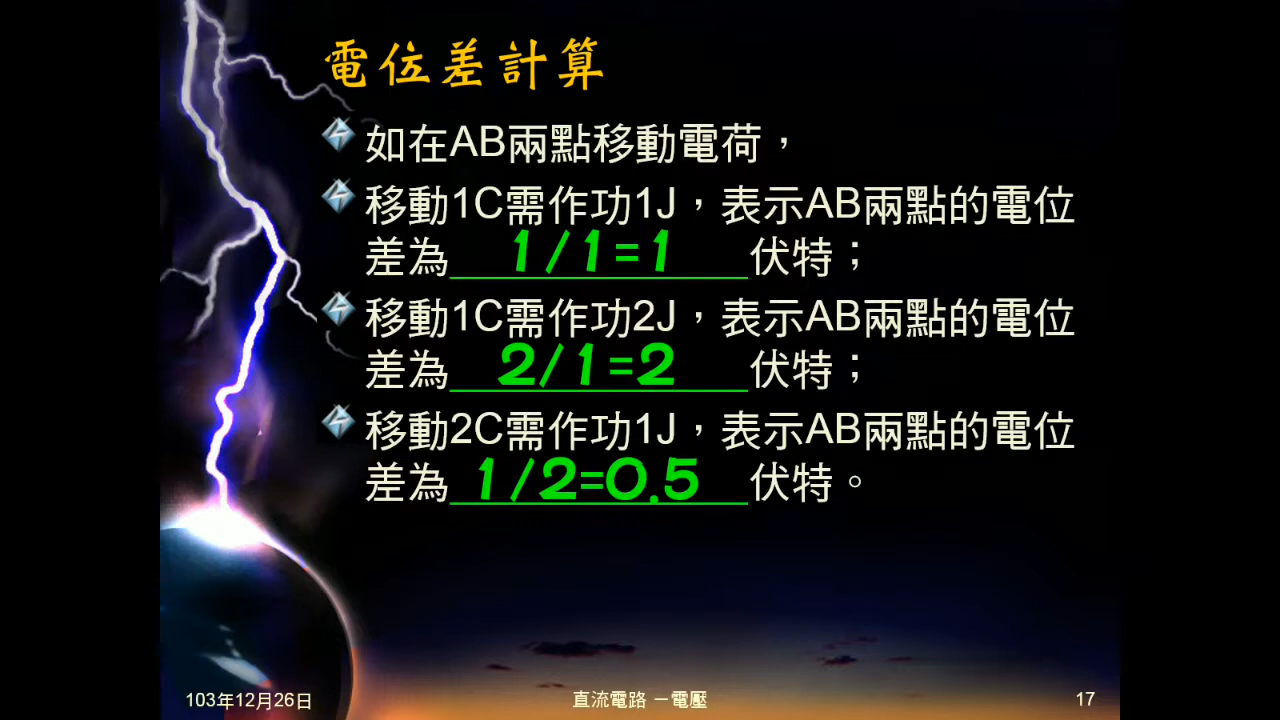 電位差計算
如在AB兩點移動電荷，
移動1C需作功1J，表示AB兩點的電位
差為 1/1=1 伏特；
移動1C需作功2J，表示AB兩點的電位
差為 2/1=2 伏特；
移動2C需作功1J，表示AB兩點的電位
差為 1/2=0.5 伏特。
103年12月26日
直流電路 －電壓
17